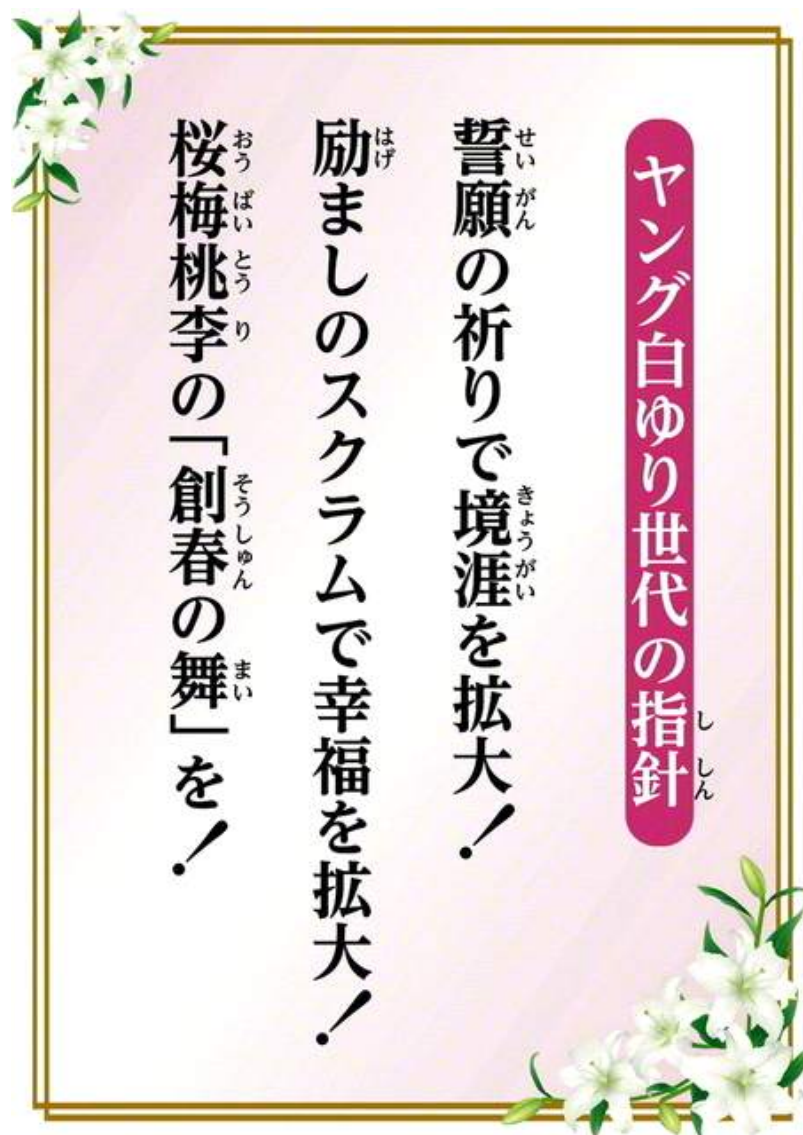 ヤング白ゆり世代の指針
誓願の祈りで境涯を拡大！
励ましのスクラムで幸福を拡大！
桜梅桃李の「創春の舞」を！